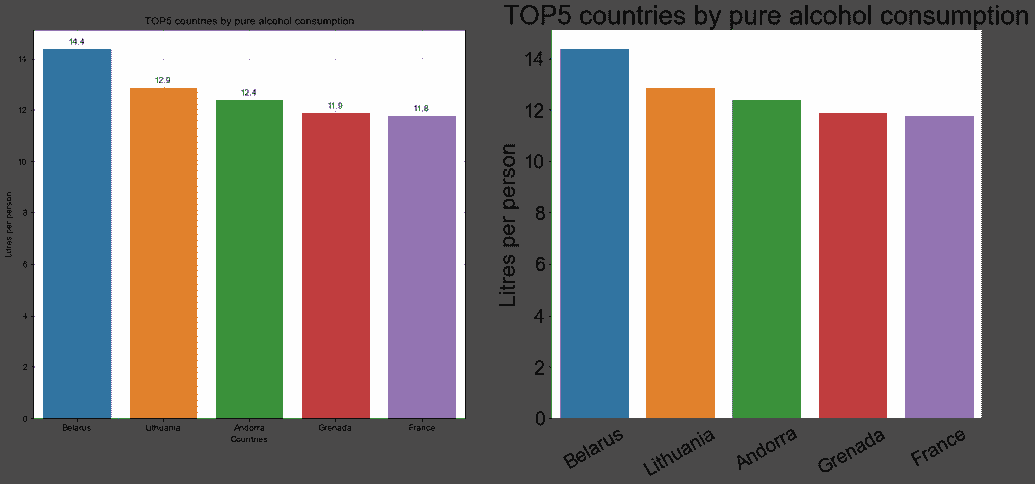 TOP5 countries by pure alcohol consumption
14.4
12.9
12.4
11.9
11.8
14
12
10
8
6
4
2
0
Litres per person
Belarus
Lithuania
Andorra
Grenada
France
Countries
TOP5 countries by pure alcohol consumption
14
12
10
8
6
4
2
0
Litres per person
Belarus
Lithuania
Andorra
Grenada
France